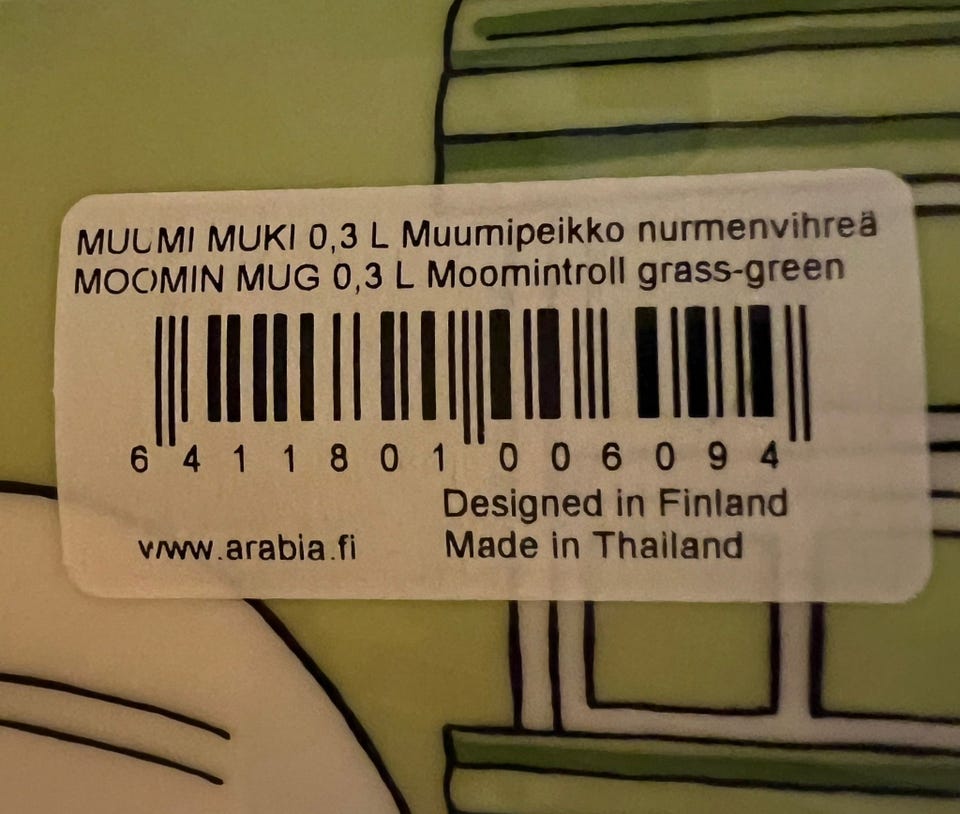 MUUMI MUKI 0,3 L Muumipeikko nurmenvihreä
MOOMIN MUG 0,3 L Moomintroll grass-green
6 411801 006094
Designed in Finland
www.arabia.fi Made in Thailand